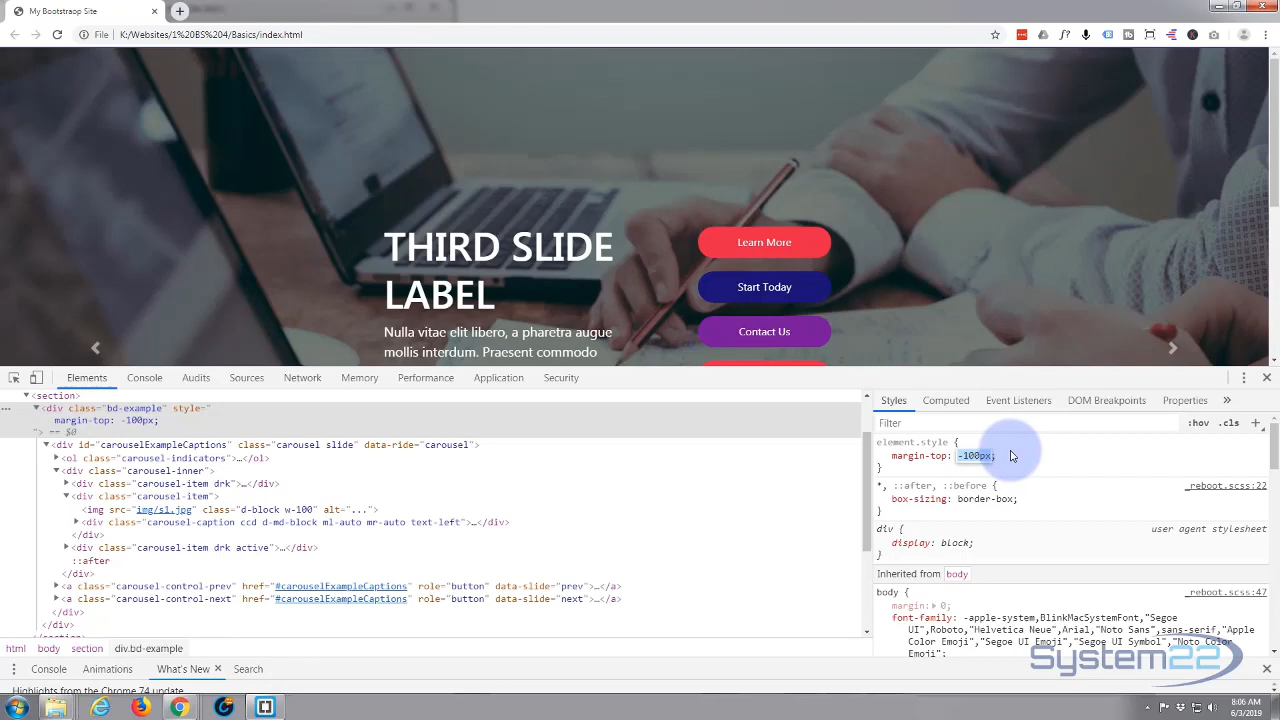 My Bootstraop Site
File K:/Websites/1%20BS%204/Basics/index.html
THIRD SLIDE
LABEL
Nulla vitae elit libero, a pharetra augue
mollis interdum. Praesent commodo
Learn More
Start Today
Contact Us
Elements Console Audits Sources Network Memory Performance Application Security
<section>
<div class="bd-example" style="
margin-top: -100px;
"> == $0
<div id="carouselExampleCaptions" class="carousel slide" data-ride="carousel">
<ol class="carousel-indicators">…</ol>
<div class="carousel-inner">
<div class="carousel-item drk">…</div>
<div class="carousel-item">
<img src="img/s1.jpg" class="d-block w-100" alt="...">
<div class="carousel-caption ccd d-md-block ml-auto mr-auto text-left">…</div>
</div>
<div class="carousel-item drk active">…</div>
::after
</div>
<a class="carousel-control-prev" href="#carouselExampleCaptions" role="button" data-slide="prev">…</a>
<a class="carousel-control-next" href="#carouselExampleCaptions" role="button" data-slide="next">…</a>
</div>
</div>
</section>
html body section div.bd-example
Styles Computed Event Listeners DOM Breakpoints Properties »
Filter :hov .cls +
element.style {
margin-top: -100px;
}
*, ::after, ::before { _reboot.scss:22
box-sizing: border-box;
}
div { user agent stylesheet
display: block;
}
Inherited from body
body { _reboot.scss:47
margin: 0;
font-family: -apple-system,BlinkMacSystemFont,"Segoe
UI",Roboto,"Helvetica Neue",Arial,"Noto Sans",sans-serif,"Apple
Color Emoji","Segoe UI Emoji","Segoe UI Symbol","Noto Color
Emoji";
Console Animations What's New Search
Highlights from the Chrome 74 update
System22
8:06 AM
6/3/2019